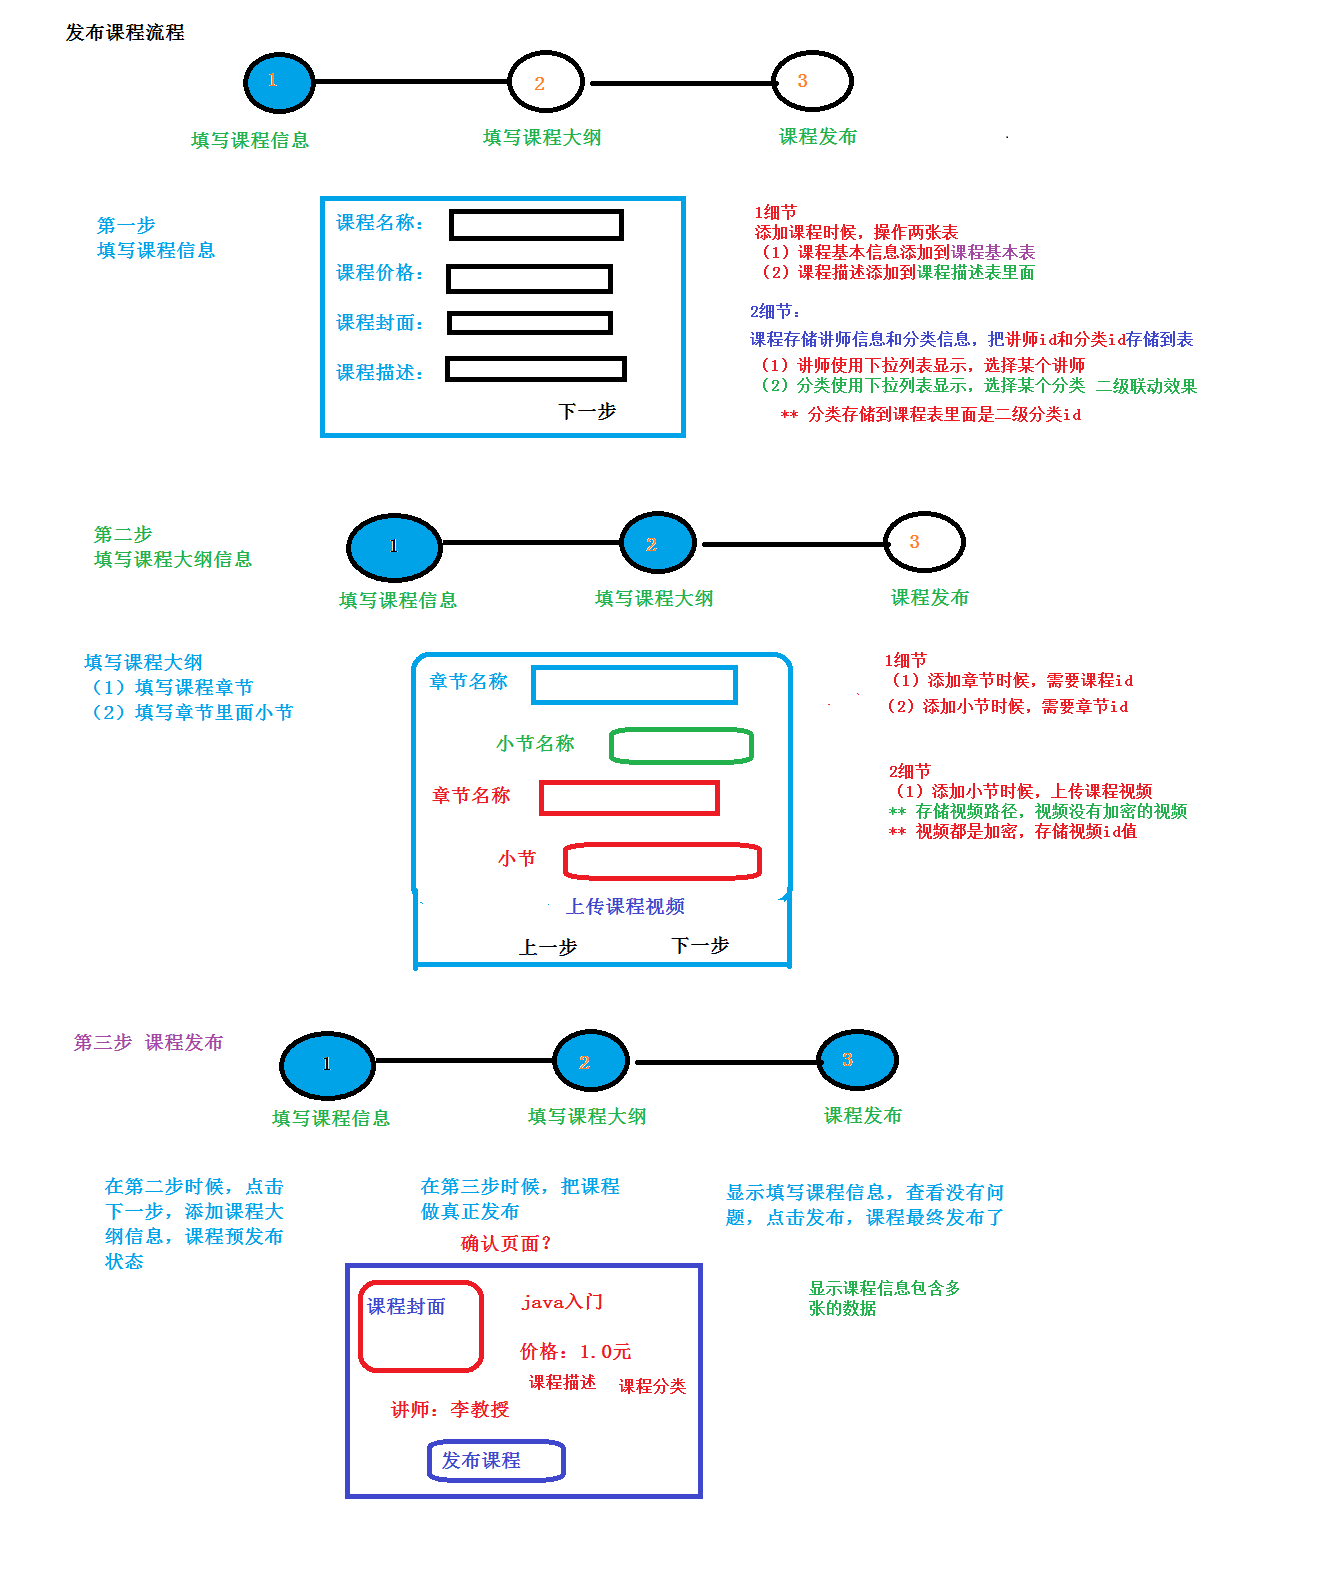 发布课程流程
1
2
3
填写课程信息
填写课程大纲
课程发布
第一步
填写课程信息
课程名称：
课程价格：
课程封面：
课程描述：
下一步
1细节
添加课程时候，操作两张表
（1）课程基本信息添加到课程基本表
（2）课程描述添加到课程描述表里面
2细节：
课程存储讲师信息和分类信息，把讲师id和分类id存储到表
（1）讲师使用下拉列表显示，选择某个讲师
（2）分类使用下拉列表显示，选择某个分类 二级联动效果
** 分类存储到课程表里面是二级分类id
第二步
填写课程大纲信息
1
2
3
填写课程信息
填写课程大纲
课程发布
填写课程大纲
（1）填写课程章节
（2）填写章节里面小节
章节名称
小节名称
章节名称
小节
上传课程视频
上一步
下一步
1细节
（1）添加章节时候，需要课程id
（2）添加小节时候，需要章节id
2细节
（1）添加小节时候，上传课程视频
** 存储视频路径，视频没有加密的视频
** 视频都是加密，存储视频id值
第三步 课程发布
1
2
3
填写课程信息
填写课程大纲
课程发布
在第二步时候，点击
下一步，添加课程大
纲信息，课程预发布
状态
在第三步时候，把课程
做真正发布
确认页面？
显示填写课程信息，查看没有问
题，点击发布，课程最终发布了
显示课程信息包含多
张的数据
课程封面
java入门
价格：1.0元
课程描述
课程分类
讲师：李教授
发布课程